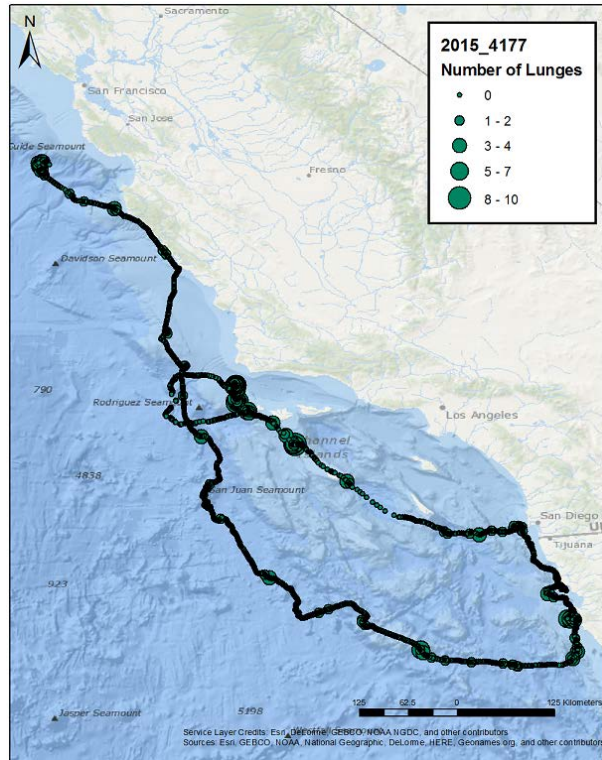 N
Sacramento
2015_4177
Number of Lunges
0
1 - 2
3 - 4
5 - 7
8 - 10
San Francisco
San Jose
Guide Seamount
Fresno
Davidson Seamount
790
Rodriguez Seamount
Los Angeles
Channel
Islands
4838
San Juan Seamount
San Diego
Tijuana
923
Jasper Seamount
5198
125 62.5 0 125 Kilometers
Service Layer Credits: Esri, DeLorme, GEBCO, NOAA NGDC, and other contributors
Sources: Esri, GEBCO, NOAA, National Geographic, DeLorme, HERE, Geonames.org, and other contributors